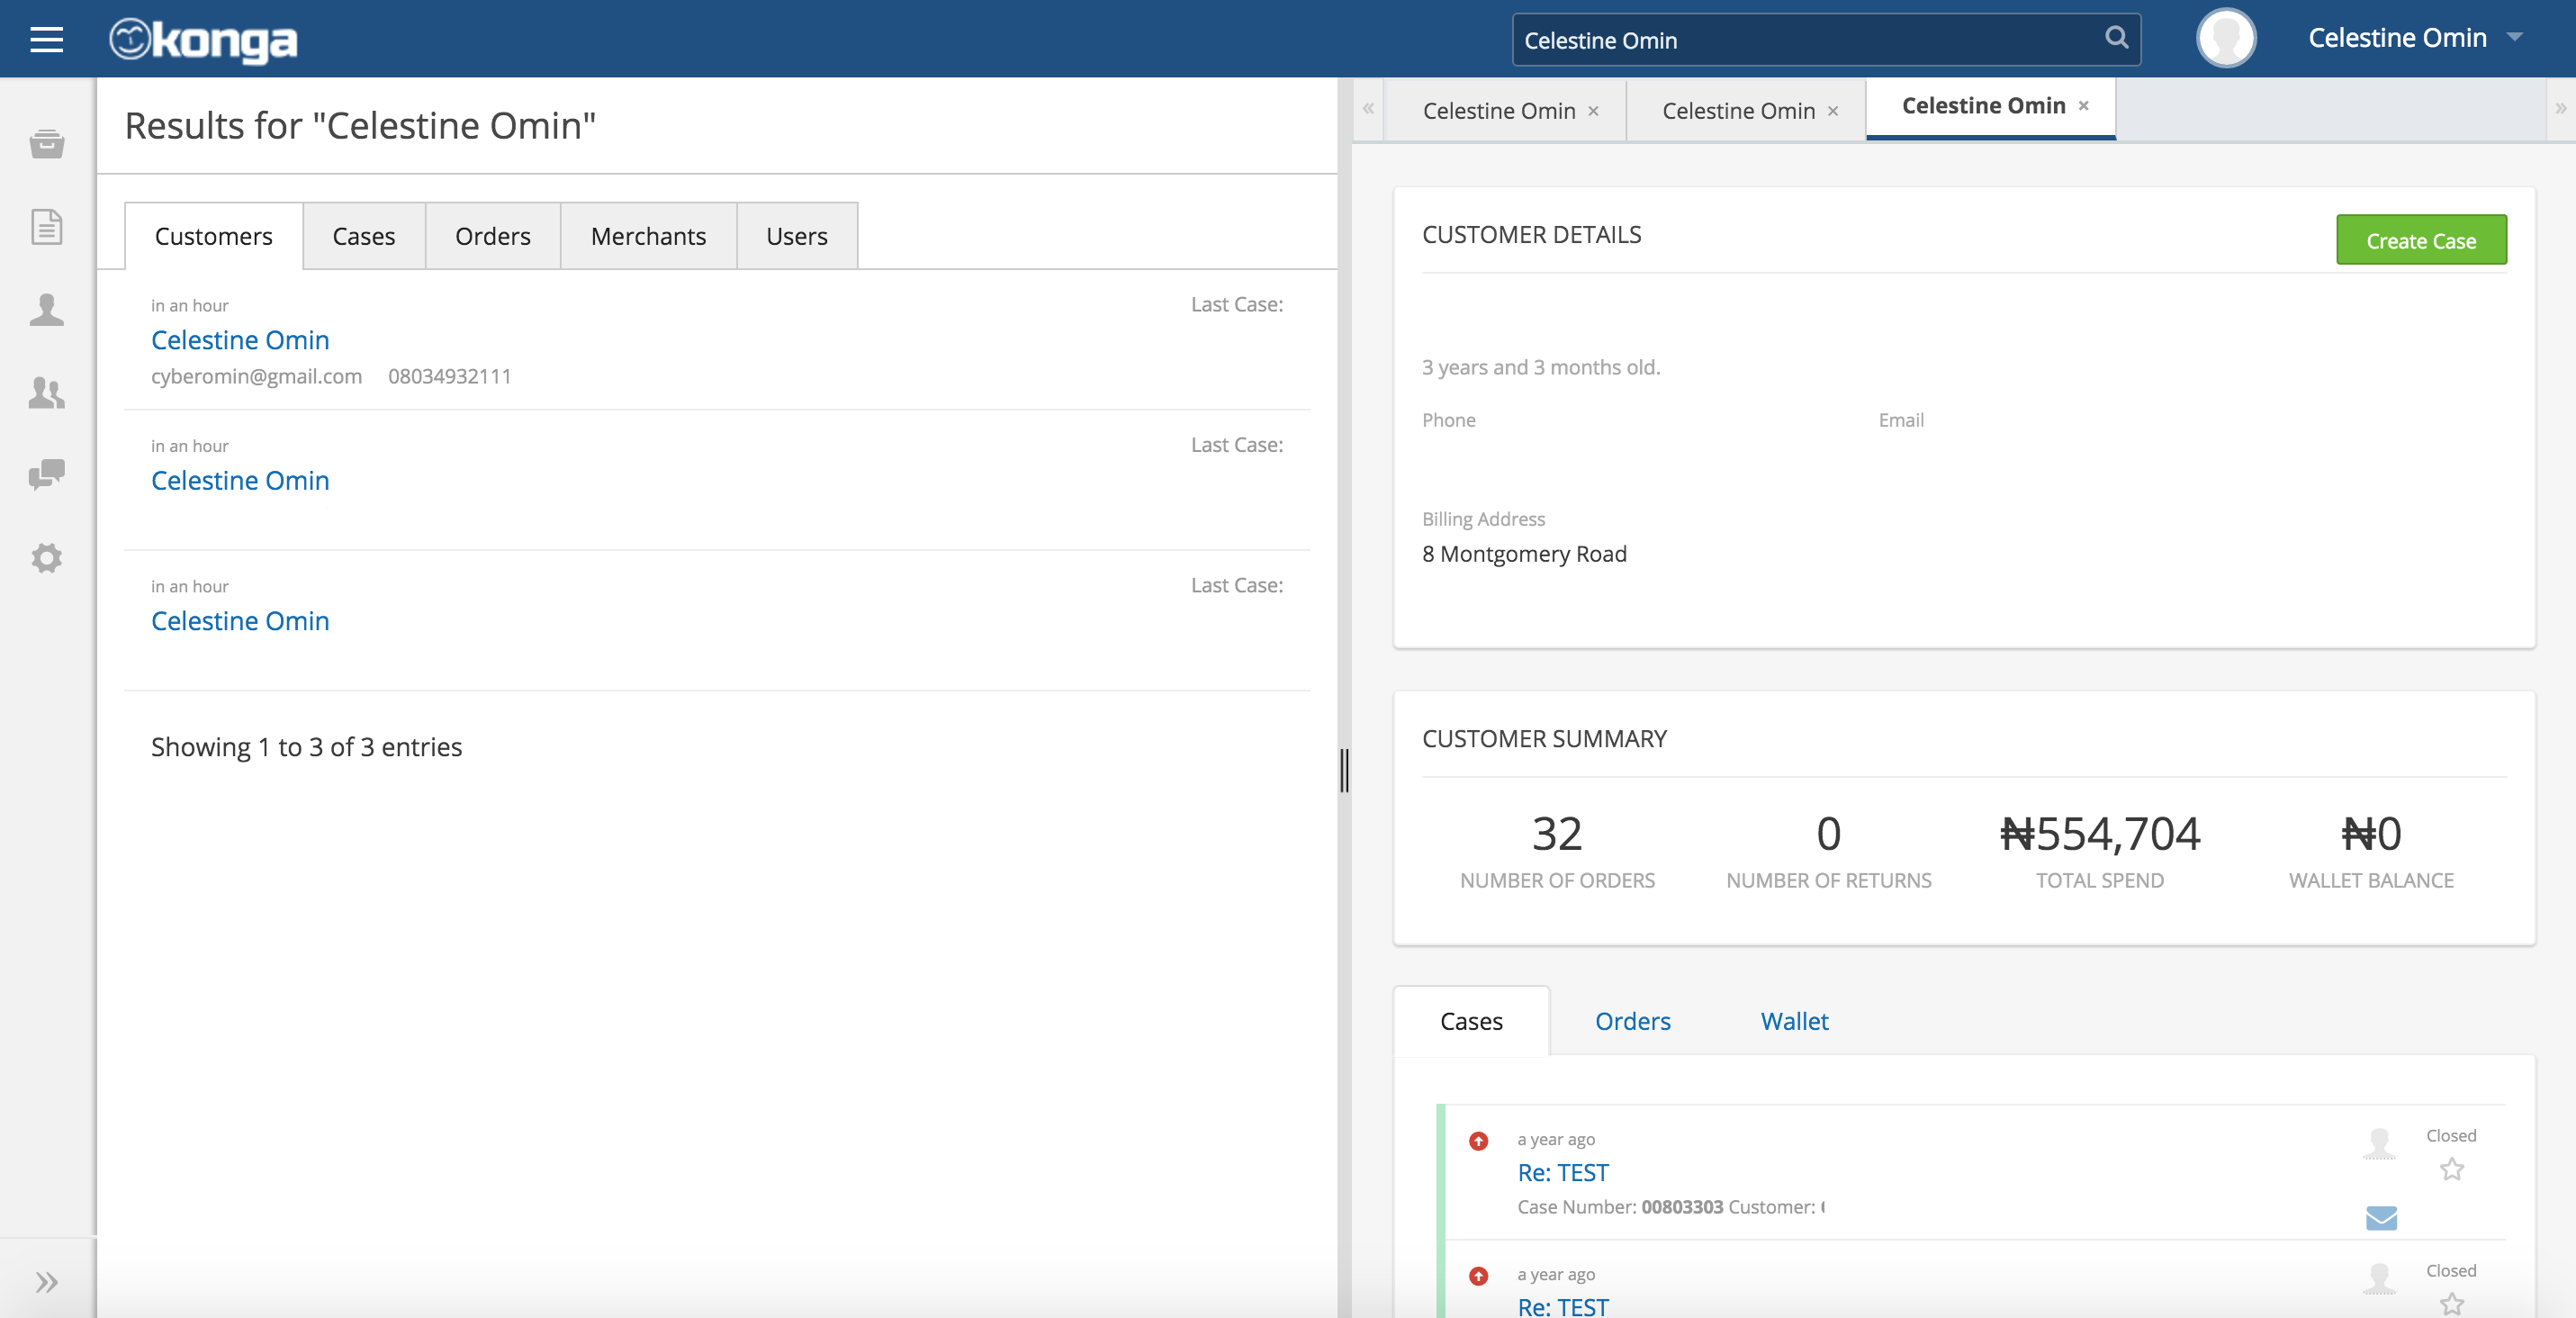 konga
Celestine Omin
Celestine Omin
Results for "Celestine Omin"
Customers
Cases
Orders
Merchants
Users
in an hour
Last Case:
Celestine Omin
cyberomin@gmail.com 08034932111
in an hour
Last Case:
Celestine Omin
in an hour
Last Case:
Celestine Omin
Showing 1 to 3 of 3 entries
« Celestine Omin × Celestine Omin × Celestine Omin × »
CUSTOMER DETAILS
Create Case
3 years and 3 months old.
Phone
Email
Billing Address
8 Montgomery Road
CUSTOMER SUMMARY
32
NUMBER OF ORDERS
0
NUMBER OF RETURNS
₦554,704
TOTAL SPEND
₦0
WALLET BALANCE
Cases
Orders
Wallet
a year ago
Closed
Re: TEST
Case Number: 00803303 Customer:
a year ago
Closed
Re: TEST